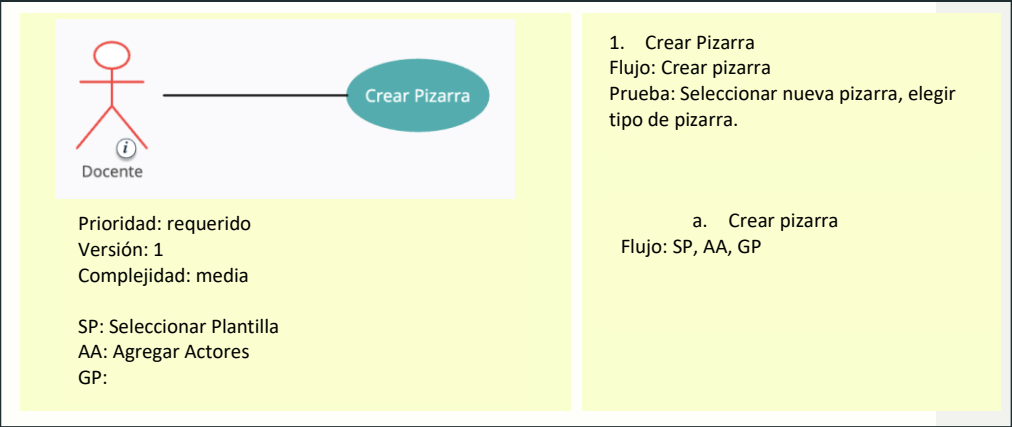 Crear Pizarra
i
Docente
Prioridad: requerido
Versión: 1
Complejidad: media
SP: Seleccionar Plantilla
AA: Agregar Actores
GP:
1. Crear Pizarra
Flujo: Crear pizarra
Prueba: Seleccionar nueva pizarra, elegir
tipo de pizarra.
a. Crear pizarra
Flujo: SP, AA, GP